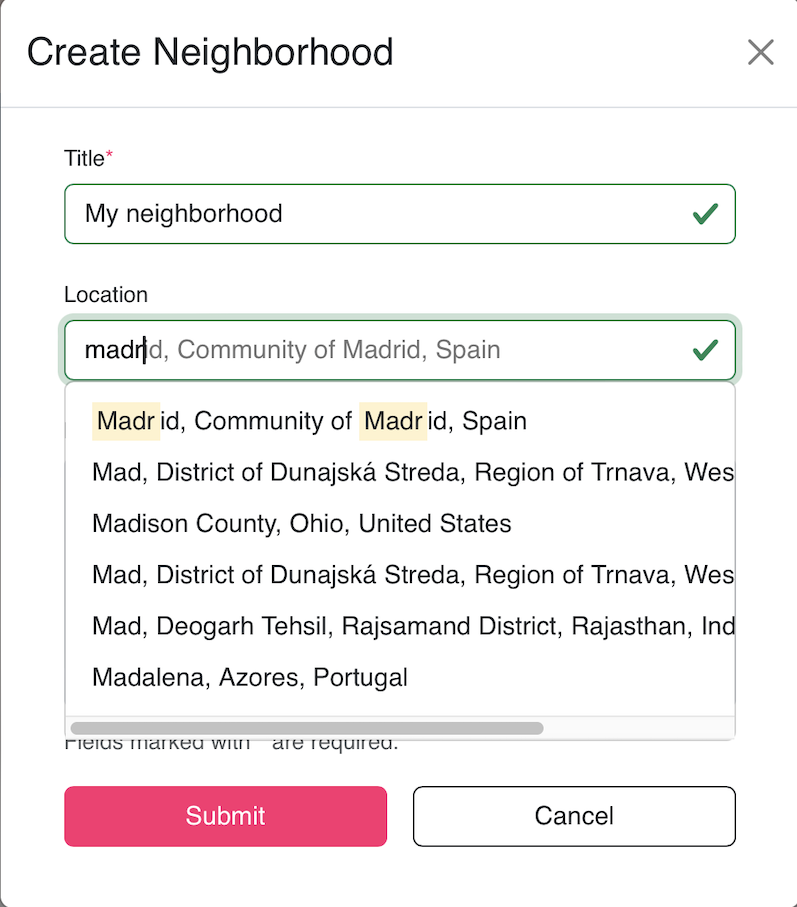 Create Neighborhood
Title*
My neighborhood
Location
madrid, Community of Madrid, Spain
Madrid, Community of Madrid, Spain
Mad, District of Dunajská Streda, Region of Trnava, Wes
Madison County, Ohio, United States
Mad, District of Dunajská Streda, Region of Trnava, Wes
Mad, Deogarh Tehsil, Rajsamand District, Rajasthan, Ind
Madalena, Azores, Portugal
Fields marked with are required.
Submit
Cancel